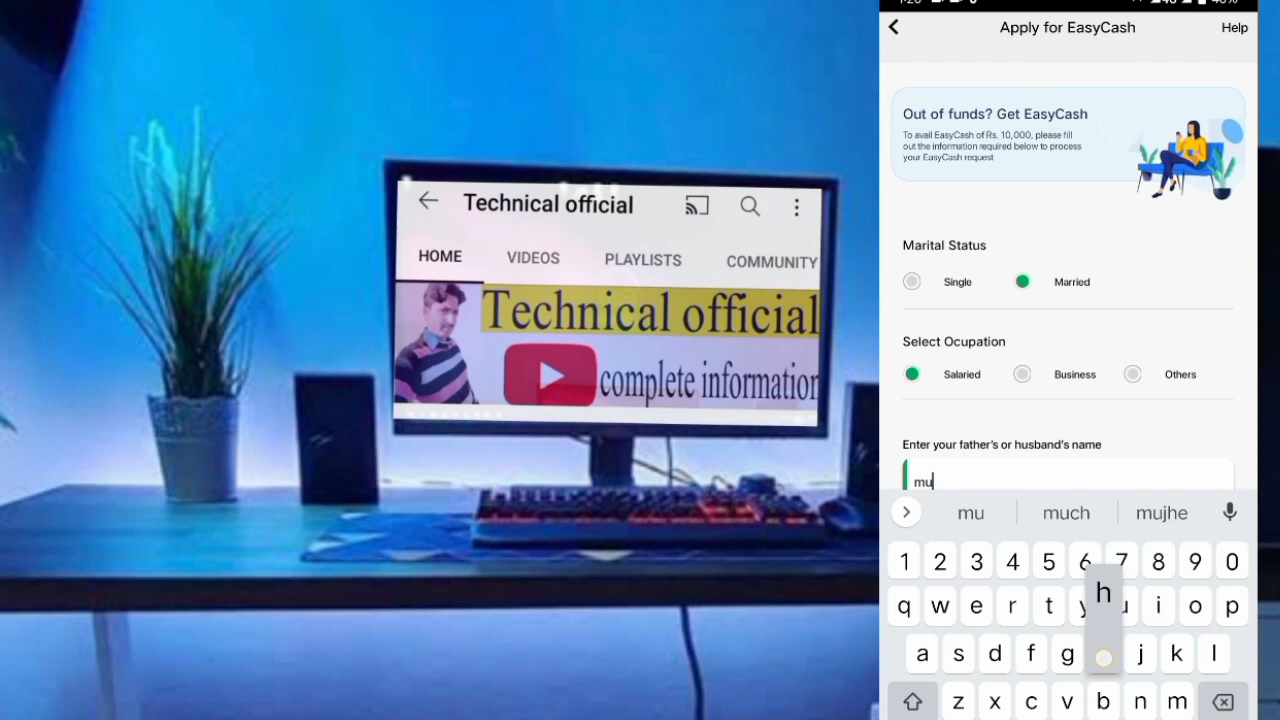 Technical official
HOME VIDEOS PLAYLISTS COMMUNITY
Technical official
complete information
Apply for EasyCash Help
Out of funds? Get EasyCash
To avail EasyCash of Rs. 10,000, please fill
out the information required below to process
your EasyCash request
Marital Status
Single Married
Select Ocupation
Salaried Business Others
Enter your father's or husband's name
mu
mu much mujhe
1 2 3 4 5 6 7 8 9 0
q w e r t y u i o p
h
a s d f g j k l
z x c v b n m